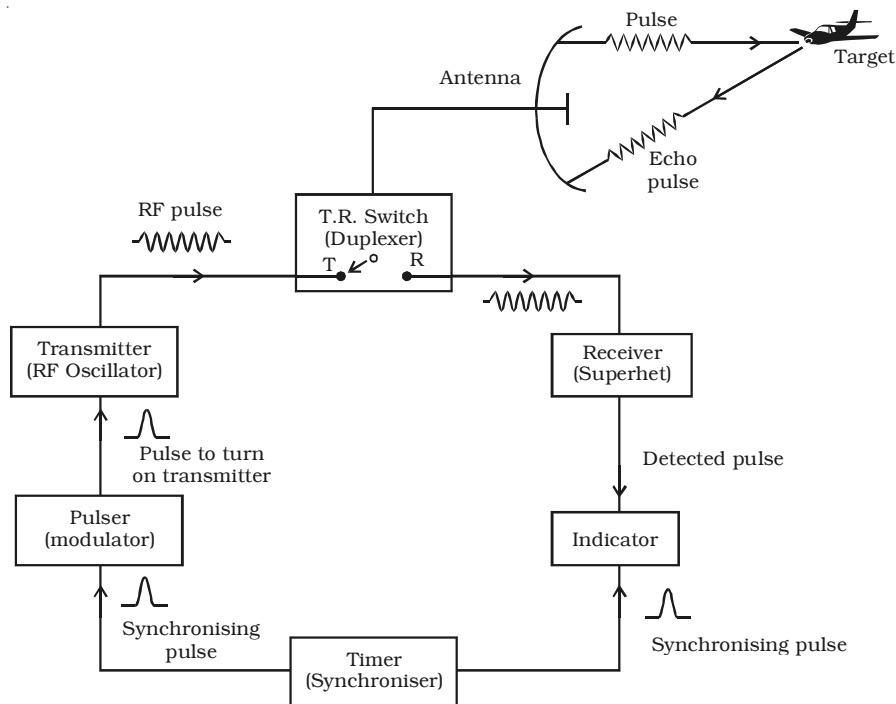 Pulse
Target
Antenna
Echo
pulse
RF pulse
T.R. Switch
(Duplexer)
T
R
Transmitter
(RF Oscillator)
Receiver
(Superhet)
Pulse to turn
on transmitter
Detected pulse
Pulser
(modulator)
Indicator
Synchronising
pulse
Synchronising pulse
Timer
(Synchroniser)